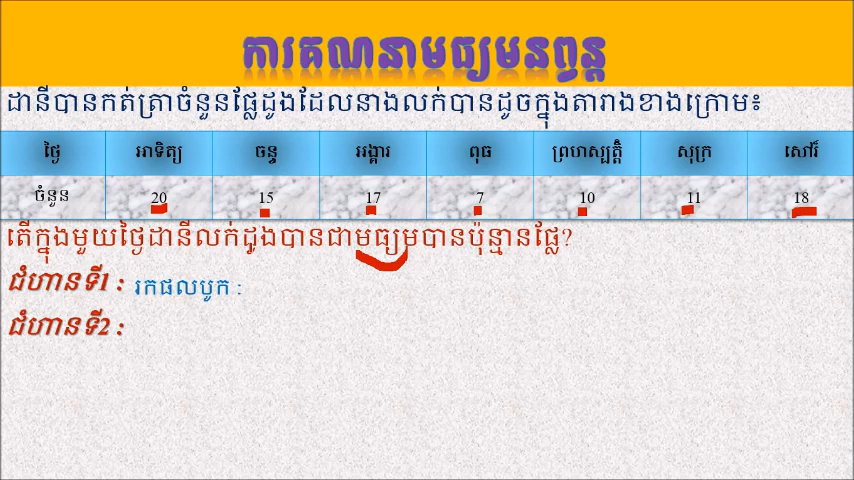 ការគណនាមធ្យមនព្វន្ត
ដានីបានកត់ត្រាចំនួនផ្លែដូងដែលនាងលក់បានដូចក្នុងតារាងខាងក្រោម៖
ថ្ងៃ អាទិត្យ ចន្ទ អង្គារ ពុធ ព្រហស្បត្តិ៍ សុក្រ សៅរ៍
ចំនួន 20 15 17 7 10 11 18
តើក្នុងមួយថ្ងៃដានីលក់ដូងបានជាមធ្យមបានប៉ុន្មានផ្លែ?
ជំហានទី1 : រកផលបូក :
ជំហានទី2 :